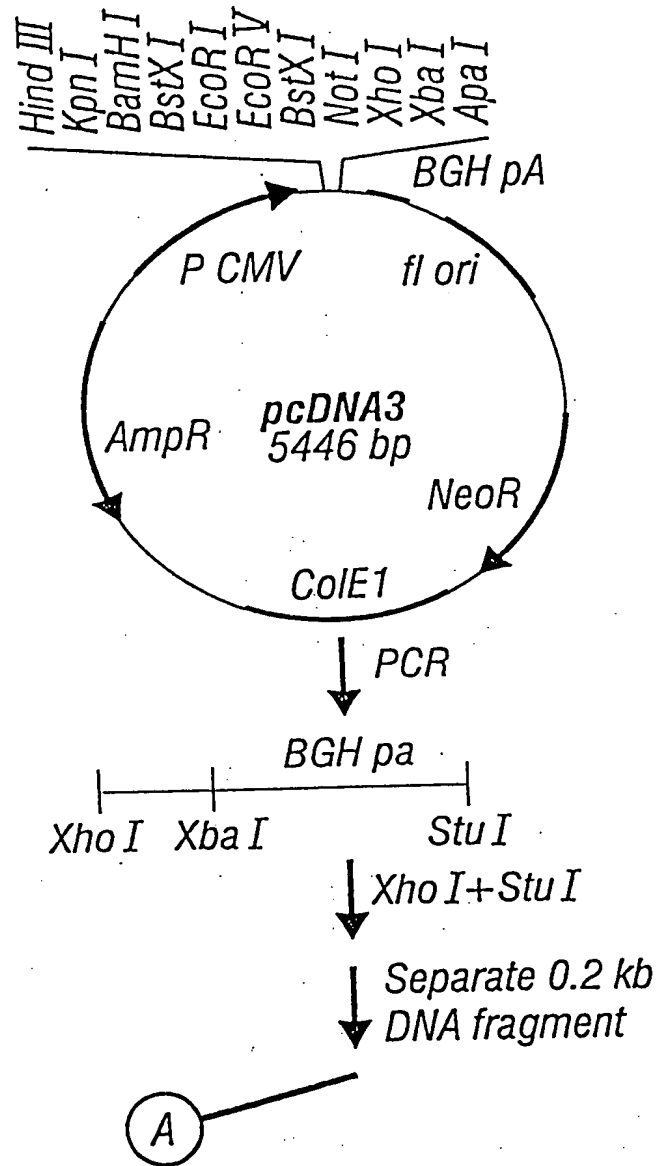 Hind III
Kpn I
BamH I
BstX I
EcoR I
EcoR V
BstX I
Not I
Xho I
Xba I
Apa I
BGH pA
P CMV
fl ori
pcDNA3
5446 bp
AmpR
NeoR
ColE1
PCR
BGH pa
Xho I
Xba I
Stu I
Xho I+Stu I
Separate 0.2 kb
DNA fragment
A